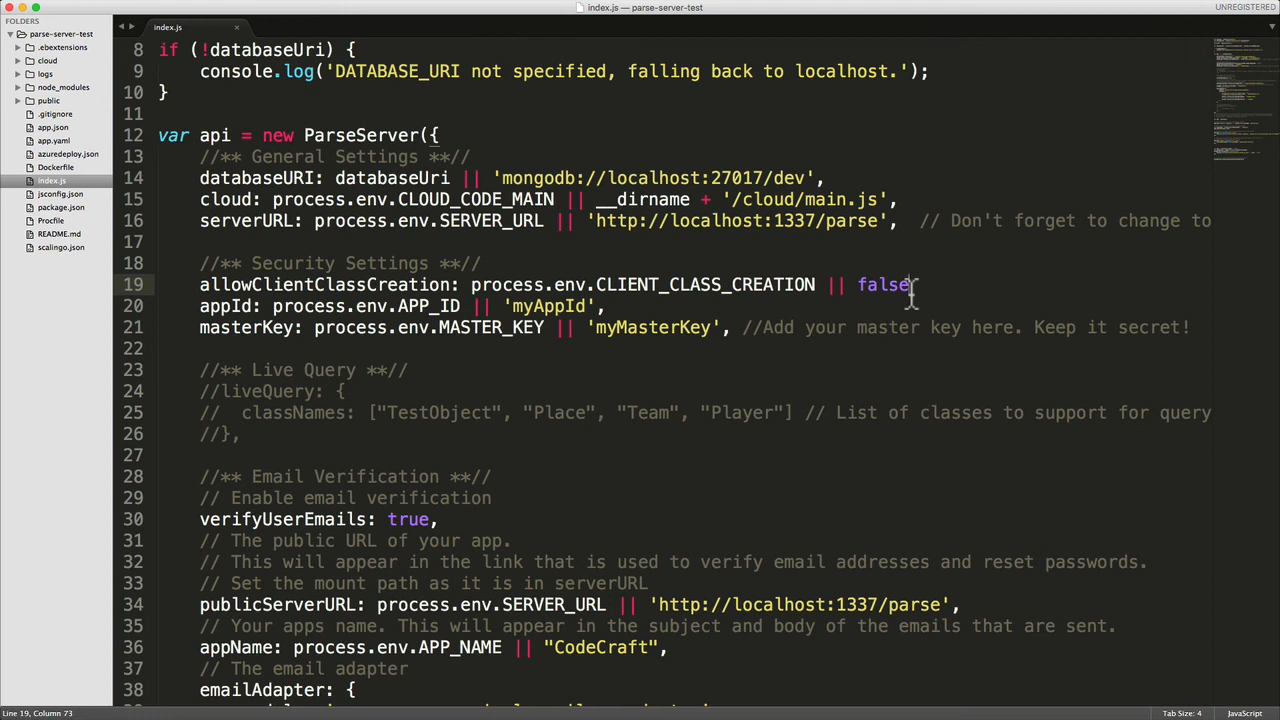 index.js — parse-server-test
UNREGISTERED
FOLDERS
parse-server-test
.ebextensions
cloud
logs
node_modules
public
.gitignore
app.json
app.yaml
azuredeploy.json
Dockerfile
index.js
jsconfig.json
package.json
Procfile
README.md
scalingo.json
index.js ×
8 if (!databaseUri) {
9 console.log('DATABASE_URI not specified, falling back to localhost.');
10 }
11
12 var api = new ParseServer({
13 //** General Settings **//
14 databaseURI: databaseUri || 'mongodb://localhost:27017/dev',
15 cloud: process.env.CLOUD_CODE_MAIN || __dirname + '/cloud/main.js',
16 serverURL: process.env.SERVER_URL || 'http://localhost:1337/parse',  // Don't forget to change to
17
18 //** Security Settings **//
19 allowClientClassCreation: process.env.CLIENT_CLASS_CREATION || false
20 appId: process.env.APP_ID || 'myAppId',
21 masterKey: process.env.MASTER_KEY || 'myMasterKey', //Add your master key here. Keep it secret!
22
23 //** Live Query **//
24 //liveQuery: {
25 //  classNames: ["TestObject", "Place", "Team", "Player"] // List of classes to support for query
26 //},
27
28 //** Email Verification **//
29 // Enable email verification
30 verifyUserEmails: true,
31 // The public URL of your app.
32 // This will appear in the link that is used to verify email addresses and reset passwords.
33 // Set the mount path as it is in serverURL
34 publicServerURL: process.env.SERVER_URL || 'http://localhost:1337/parse',
35 // Your apps name. This will appear in the subject and body of the emails that are sent.
36 appName: process.env.APP_NAME || "CodeCraft",
37 // The email adapter
38 emailAdapter: {
Line 19, Column 73
Tab Size: 4
JavaScript